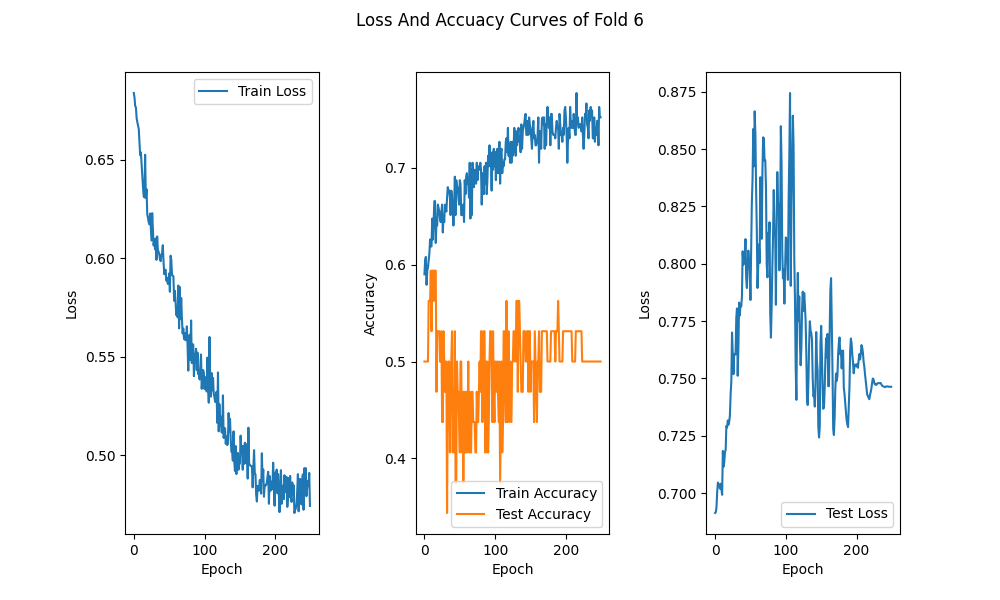 Loss And Accuacy Curves of Fold 6
Train Loss
0.65
0.60
0.55
0.50
Loss
0
100
200
Epoch
0.7
0.6
0.5
0.4
Accuracy
Train Accuracy
Test Accuracy
0
100
200
Epoch
0.875
0.850
0.825
0.800
0.775
0.750
0.725
0.700
Loss
Test Loss
0
100
200
Epoch